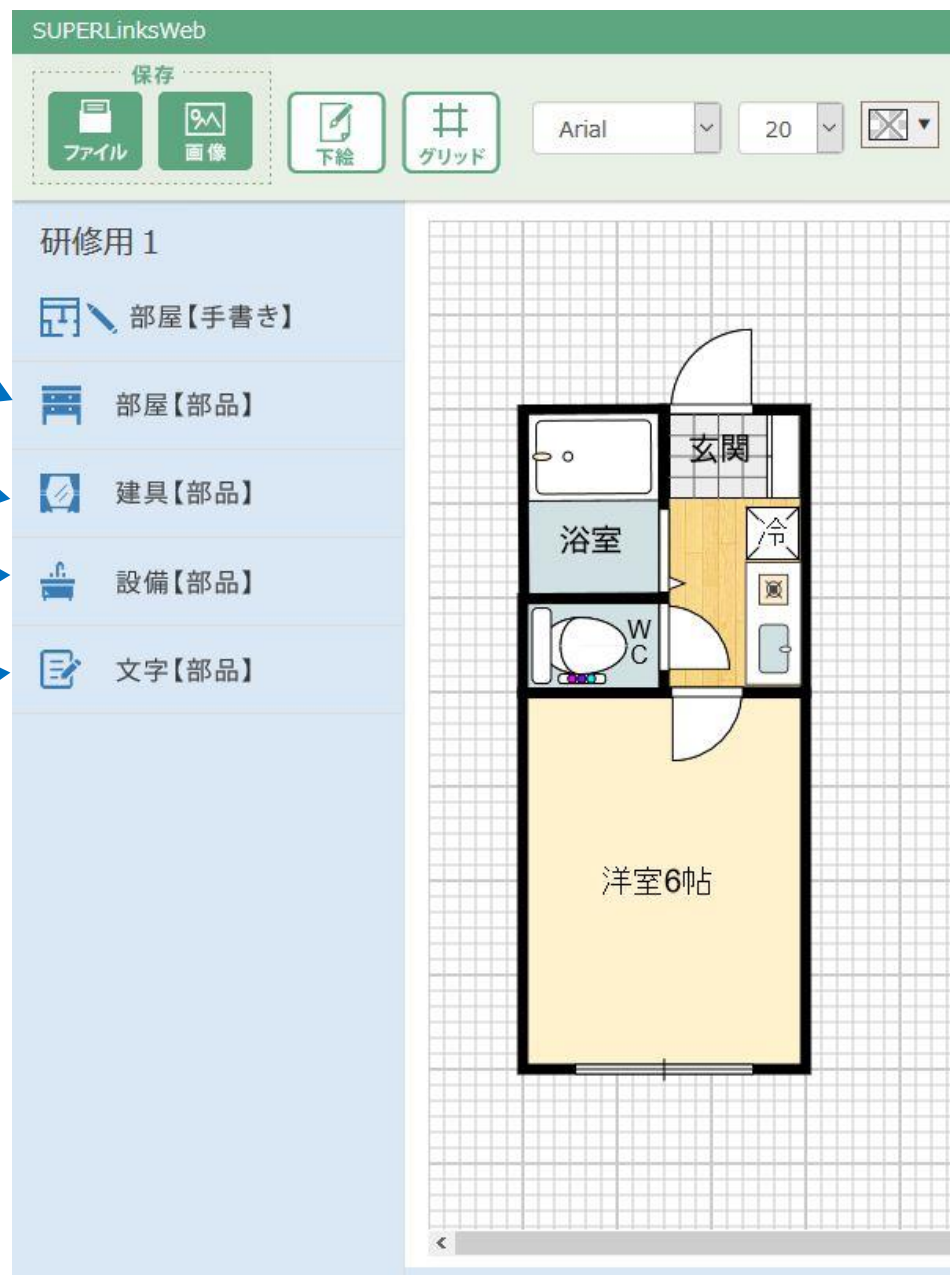 SUPERLinksWeb
保存
ファイル
画像
下絵
グリッド
Arial
20
研修用1
部屋【手書き】
部屋【部品】
建具【部品】
設備【部品】
文字【部品】
玄関
浴室
冷
W
C
洋室6帖